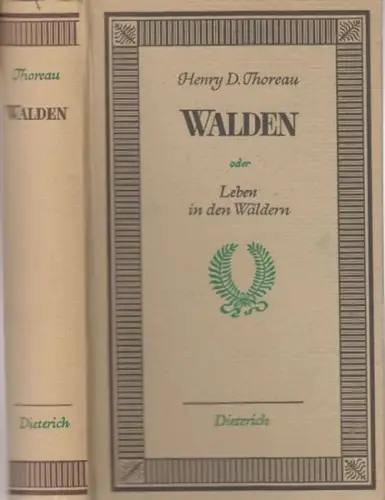 Thoreau
WALDEN
Dieterich
Henry D. Thoreau
WALDEN
oder
Leben
in den Wäldern
Dieterich